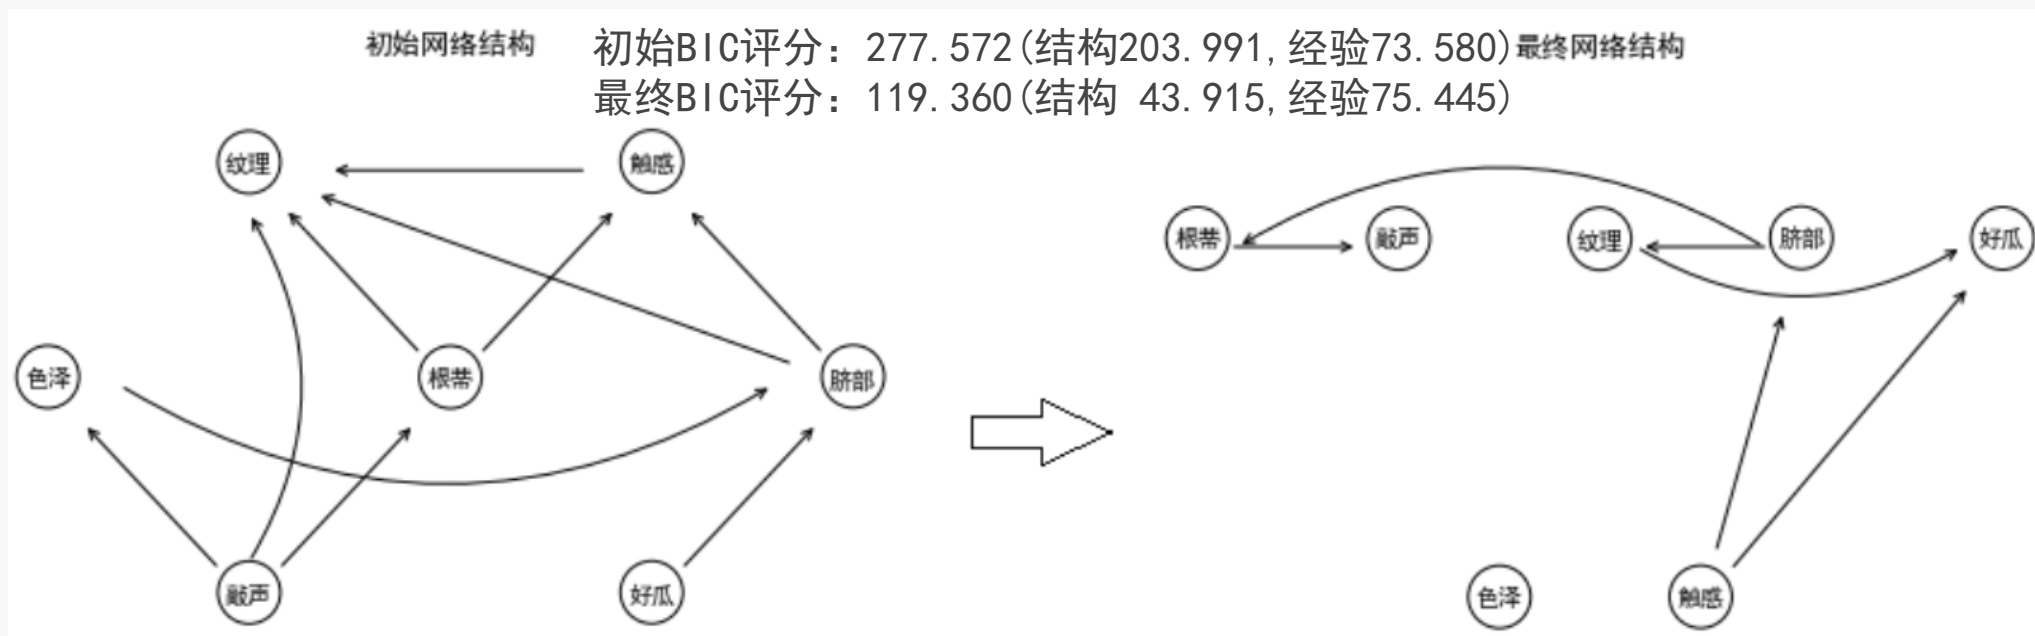 初始网络结构
初始BIC评分：277.572(结构203.991,经验73.580)
最终BIC评分：119.360(结构 43.915,经验75.445)
最终网络结构
纹理
触感
色泽
根蒂
脐部
敲声
好瓜
根蒂
敲声
纹理
脐部
好瓜
色泽
触感